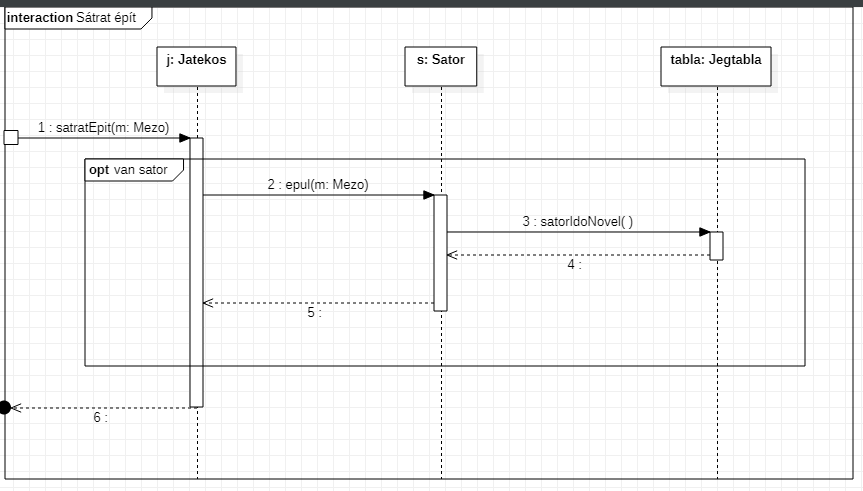 interaction Sátrat épít
j: Jatekos
s: Sator
tabla: Jegtabla
1 : satratEpit(m: Mezo)
opt van sator
2 : epul(m: Mezo)
3 : satorIdoNovel( )
4 :
5 :
6 :